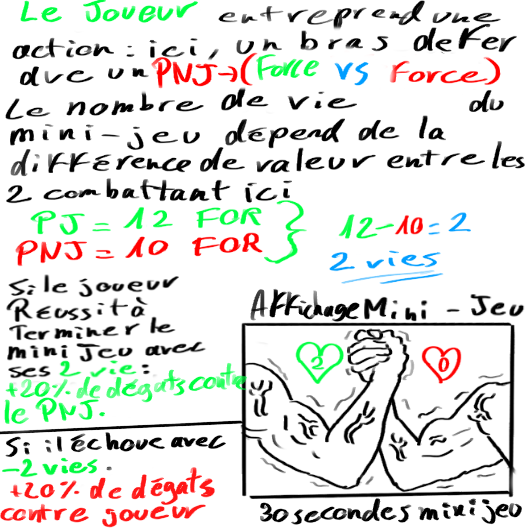 Le Joueur entreprend une
action : ici, un bras de fer
avc un PNJ→(Force VS Force)
Le nombre de vie du
mini-jeu dépend de la
différence de valeur entre les
2 combattant ici
PJ = 12 FOR
PNJ = 10 FOR
12-10=2
2 vies
Si le joueur
Réussit à
Terminer le
mini Jeu avec
ses 2 vie :
+20% de dégats contre
le PNJ.
Si il échoue avec
-2 vies.
+20% de dégats
contre joueur
Affichage Mini - Jeu
2
0
30 secondes mini jeu